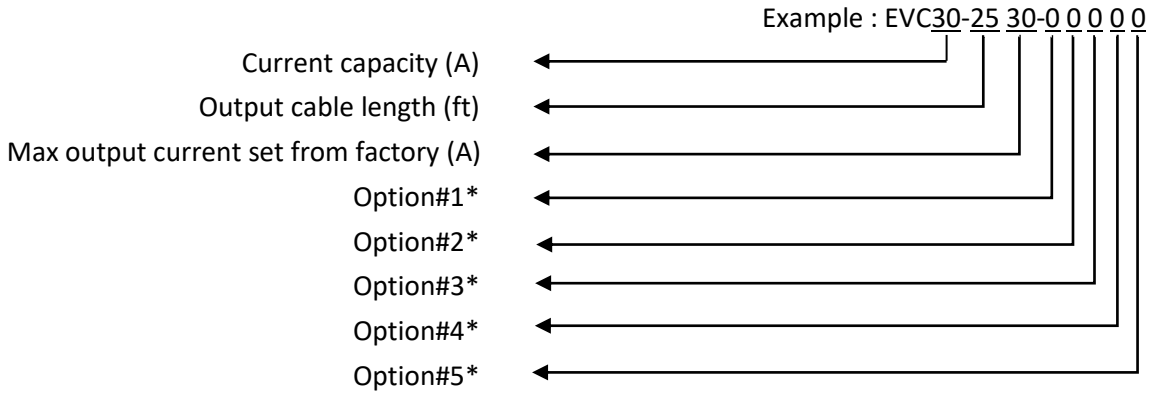 Example : EVC30-25 30-0 0 0 0 0
Current capacity (A)
Output cable length (ft)
Max output current set from factory (A)
Option#1*
Option#2*
Option#3*
Option#4*
Option#5*